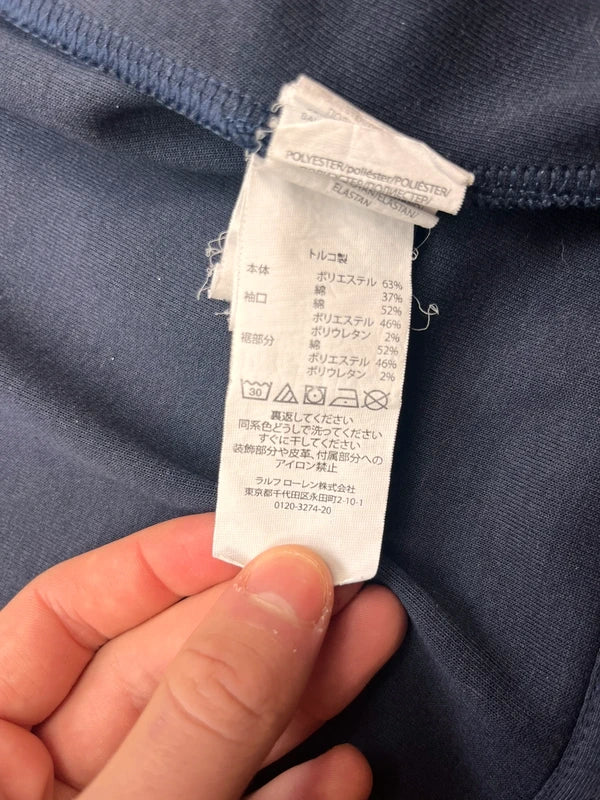 POLYESTER/poliéster/POLIÉSTER/
ELASTAN
トルコ製
本体 ポリエステル 63%
綿 37%
袖口 綿 52%
ポリエステル 46%
ポリウレタン 2%
裾部分 綿 52%
ポリエステル 46%
ポリウレタン 2%
30
裏返してください
同系色どうしで洗ってください
すぐに干してください
装飾部分や皮革、付属部分への
アイロン禁止
ラルフ ローレン株式会社
東京都千代田区永田町2-10-1
0120-3274-20